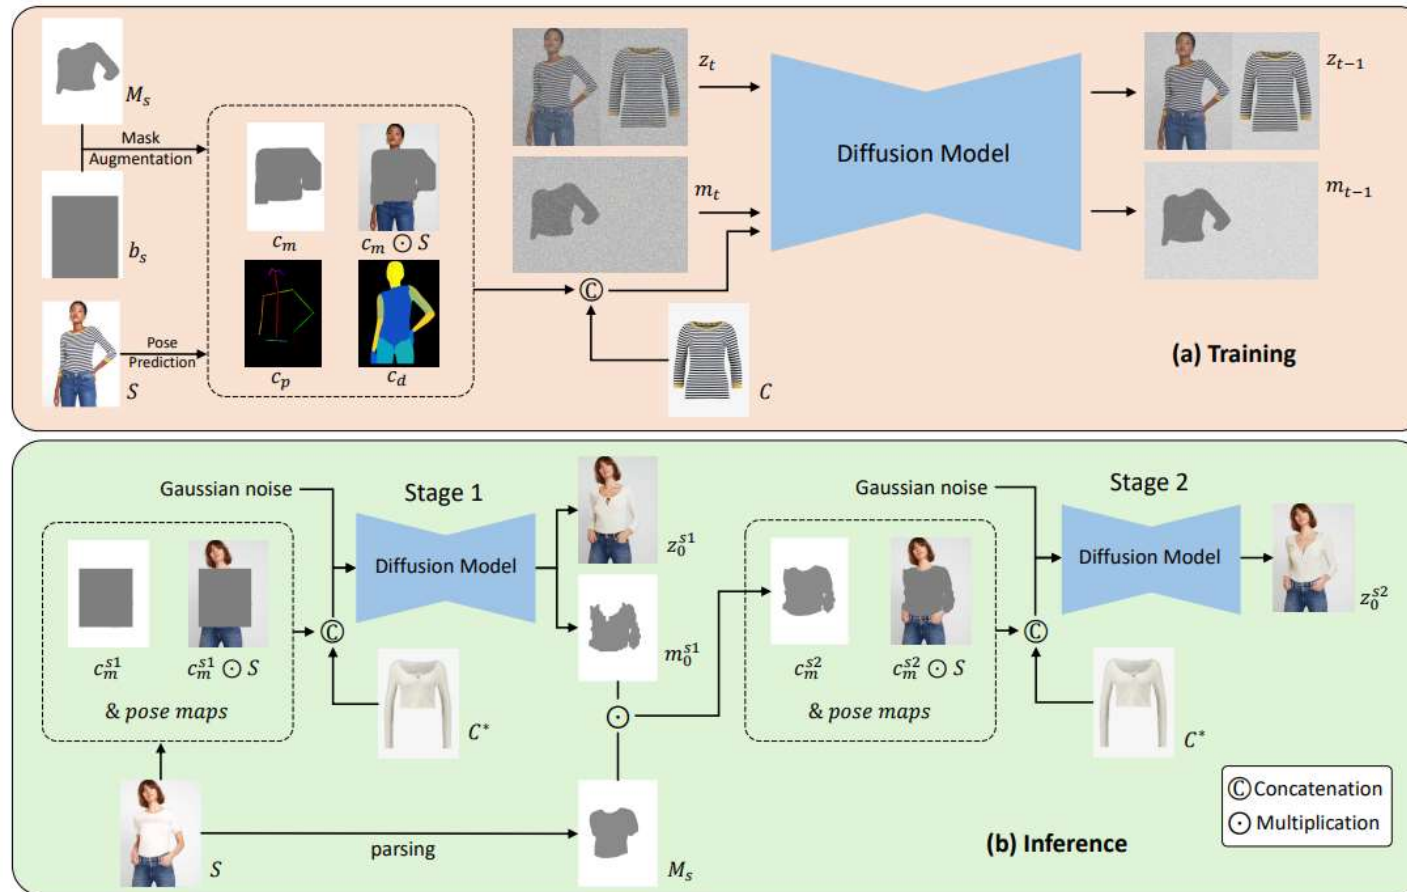 M_s
Mask
Augmentation
b_s
Pose
Prediction
S
c_m
c_m ⊙ S
c_p
c_d
z_t
m_t
©
C
Diffusion Model
z_{t−1}
m_{t−1}
(a) Training
Gaussian noise
Stage 1
Diffusion Model
c_m^{s1}
c_m^{s1} ⊙ S
& pose maps
©
C*
z_0^{s1}
m_0^{s1}
⊙
S
parsing
M_s
Gaussian noise
Stage 2
Diffusion Model
c_m^{s2}
c_m^{s2} ⊙ S
& pose maps
©
C*
z_0^{s2}
© Concatenation
⊙ Multiplication
(b) Inference